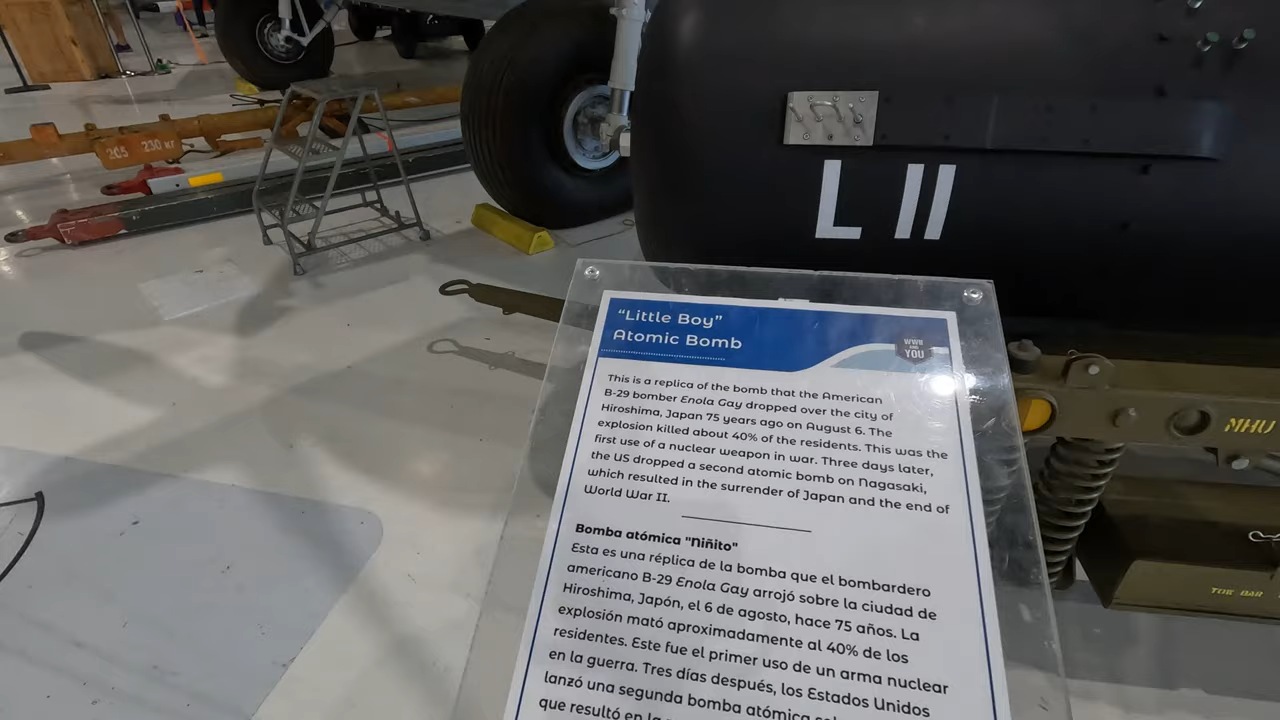 205 230 кг
L II
"Little Boy"
Atomic Bomb
WWII
AND
YOU
This is a replica of the bomb that the American
B-29 bomber Enola Gay dropped over the city of
Hiroshima, Japan 75 years ago on August 6. The
explosion killed about 40% of the residents. This was the
first use of a nuclear weapon in war. Three days later,
the US dropped a second atomic bomb on Nagasaki,
which resulted in the surrender of Japan and the end of
World War II.
Bomba atómica "Niñito"
Esta es una réplica de la bomba que el bombardero
americano B-29 Enola Gay arrojó sobre la ciudad de
Hiroshima, Japón, el 6 de agosto, hace 75 años. La
explosión mató aproximadamente al 40% de los
residentes. Este fue el primer uso de un arma nuclear
en la guerra. Tres días después, los Estados Unidos
lanzó una segunda bomba atómica
que resultó en
MHU
TOW BAR